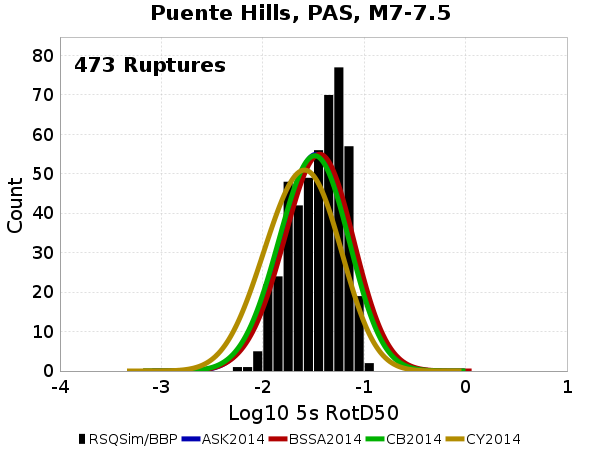 Puente Hills, PAS, M7-7.5
473 Ruptures
Count
80
70
60
50
40
30
20
10
0
-4 -3 -2 -1 0 1
Log10 5s RotD50
RSQSim/BBP ASK2014 BSSA2014 CB2014 CY2014